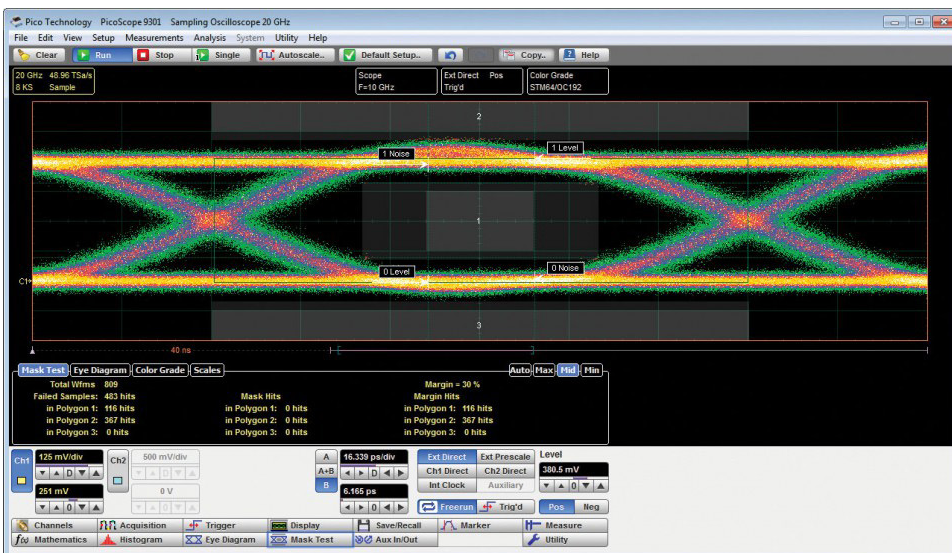 Pico Technology PicoScope 9301 Sampling Oscilloscope 20 GHz
File Edit View Setup Measurements Analysis System Utility Help
Clear Run Stop Single Autoscale.. Default Setup.. Copy.. Help
20 GHz 48.96 TSa/s
8 KS Sample
Scope
F=10 GHz
Ext Direct Pos
Trig'd
Color Grade
STM64/OC192
2
1 Noise
1 Level
1
0 Level
0 Noise
C1
3
40 ns
Mask Test Eye Diagram Color Grade Scales Auto Max Mid Min
Total Wfms 809 Margin = 30 %
Failed Samples: 483 hits Mask Hits Margin Hits
in Polygon 1: 116 hits in Polygon 1: 0 hits in Polygon 1: 116 hits
in Polygon 2: 367 hits in Polygon 2: 0 hits in Polygon 2: 367 hits
in Polygon 3: 0 hits in Polygon 3: 0 hits in Polygon 3: 0 hits
Ch1 125 mV/div Ch2 500 mV/div A 16.339 ps/div Ext Direct Ext Prescale Level
D D A+B D Ch1 Direct Ch2 Direct 380.5 mV
251 mV 0 V B 6.165 ps Int Clock Auxiliary 0
0 0 0 Freerun Trig'd Pos Neg
Channels Acquisition Trigger Display Save/Recall Marker Measure
f(x) Mathematics Histogram Eye Diagram Mask Test Aux In/Out Utility